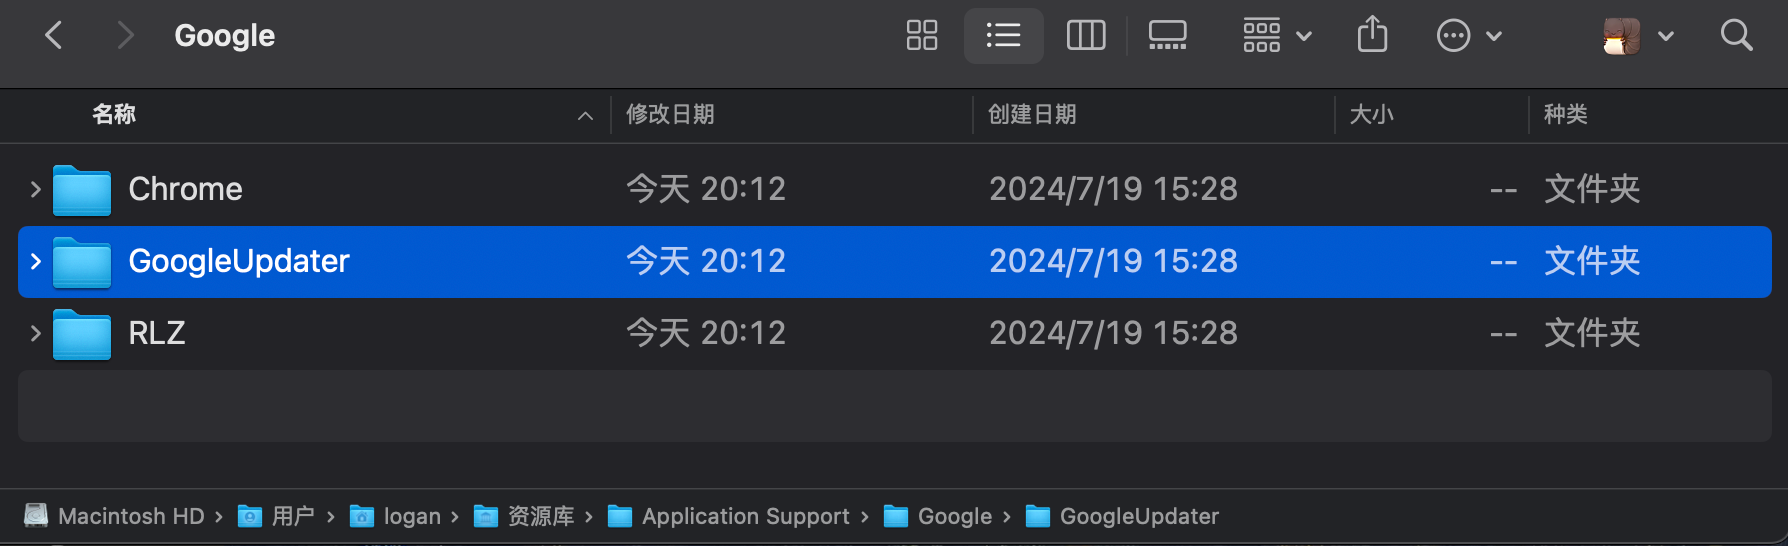 Google
名称 修改日期 创建日期 大小 种类
Chrome 今天 20:12 2024/7/19 15:28 -- 文件夹
GoogleUpdater 今天 20:12 2024/7/19 15:28 -- 文件夹
RLZ 今天 20:12 2024/7/19 15:28 -- 文件夹
Macintosh HD › 用户 › logan › 资源库 › Application Support › Google › GoogleUpdater